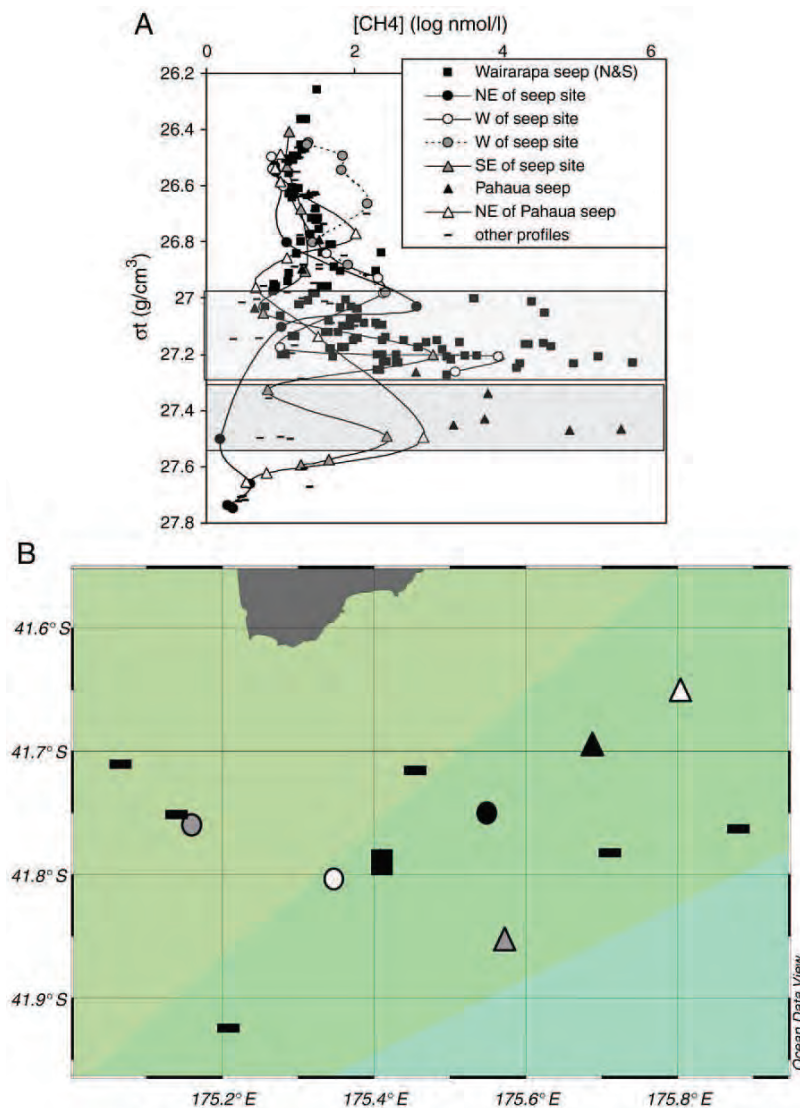 A
[CH4] (log nmol/l)
0 2 4 6
σt (g/cm³)
26.2
26.4
26.6
26.8
27
27.2
27.4
27.6
27.8
Wairarapa seep (N&S)
NE of seep site
W of seep site
W of seep site
SE of seep site
Pahaua seep
NE of Pahaua seep
other profiles
B
41.6° S
41.7° S
41.8° S
41.9° S
175.2° E 175.4° E 175.6° E 175.8° E
Ocean Data View